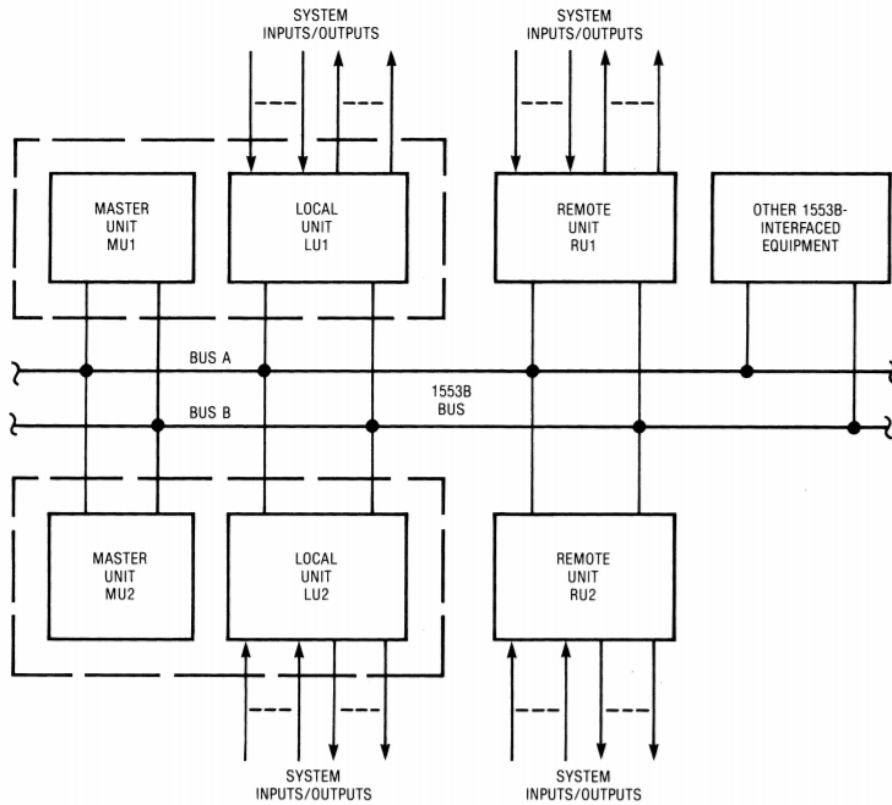 SYSTEM
INPUTS/OUTPUTS
SYSTEM
INPUTS/OUTPUTS
MASTER
UNIT
MU1
LOCAL
UNIT
LU1
REMOTE
UNIT
RU1
OTHER 1553B-
INTERFACED
EQUIPMENT
BUS A
1553B
BUS
BUS B
MASTER
UNIT
MU2
LOCAL
UNIT
LU2
REMOTE
UNIT
RU2
SYSTEM
INPUTS/OUTPUTS
SYSTEM
INPUTS/OUTPUTS